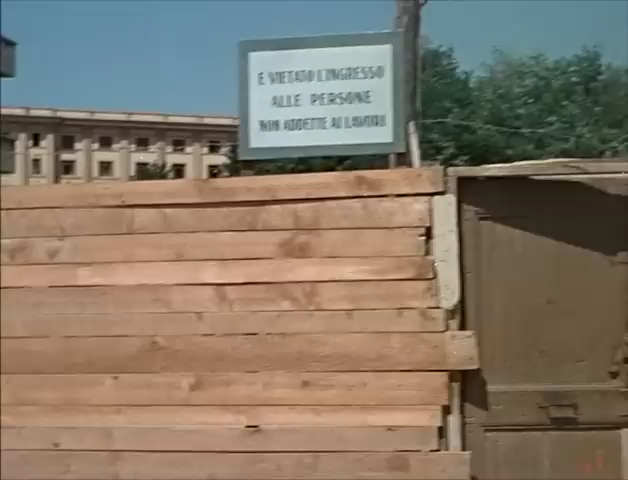 E VIETATO L'INGRESSO
ALLE PERSONE
NON ADDETTE AI LAVORI